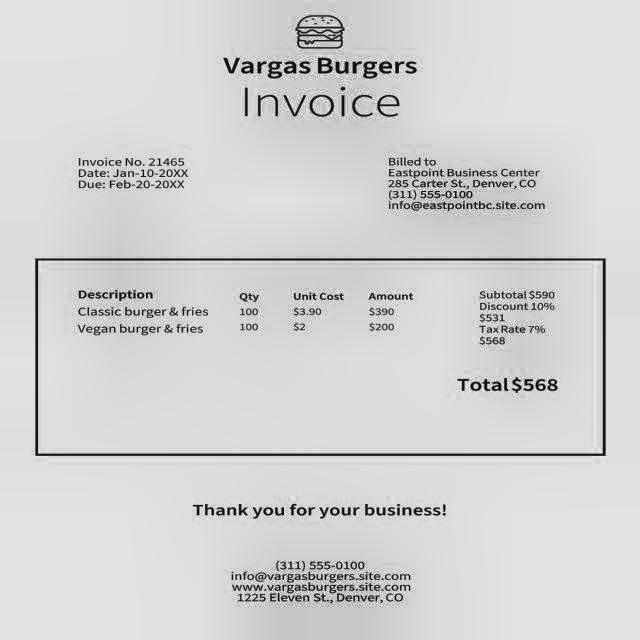 Vargas Burgers
Invoice
Invoice No. 21465
Date: Jan-10-20XX
Due: Feb-20-20XX
Billed to
Eastpoint Business Center
285 Carter St., Denver, CO
(311) 555-0100
info@eastpointbc.site.com
Description Qty Unit Cost Amount
Classic burger & fries 100 $3.90 $390
Vegan burger & fries 100 $2 $200
Subtotal $590
Discount 10%
$531
Tax Rate 7%
$568
Total $568
Thank you for your business!
(311) 555-0100
info@vargasburgers.site.com
www.vargasburgers.site.com
1225 Eleven St., Denver, CO